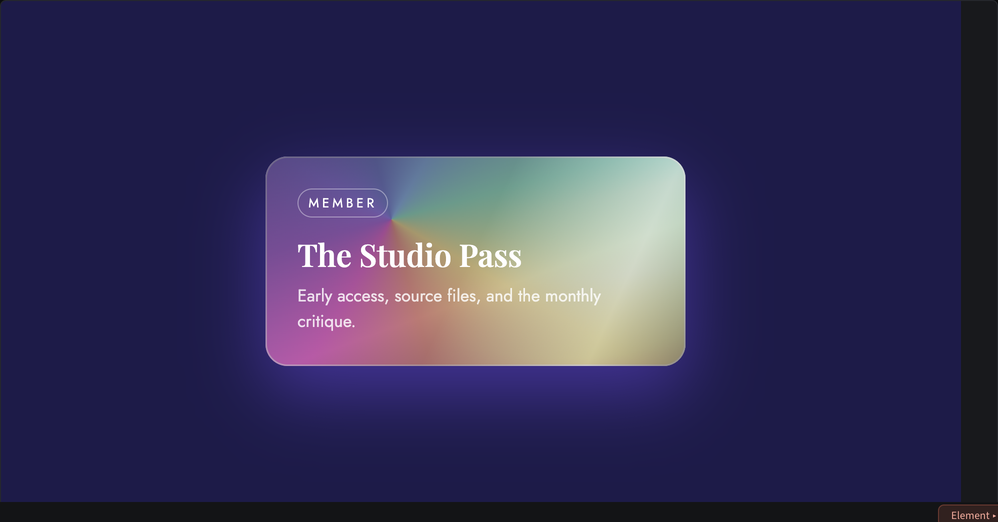 MEMBER
The Studio Pass
Early access, source files, and the monthly
critique.
Element ▸